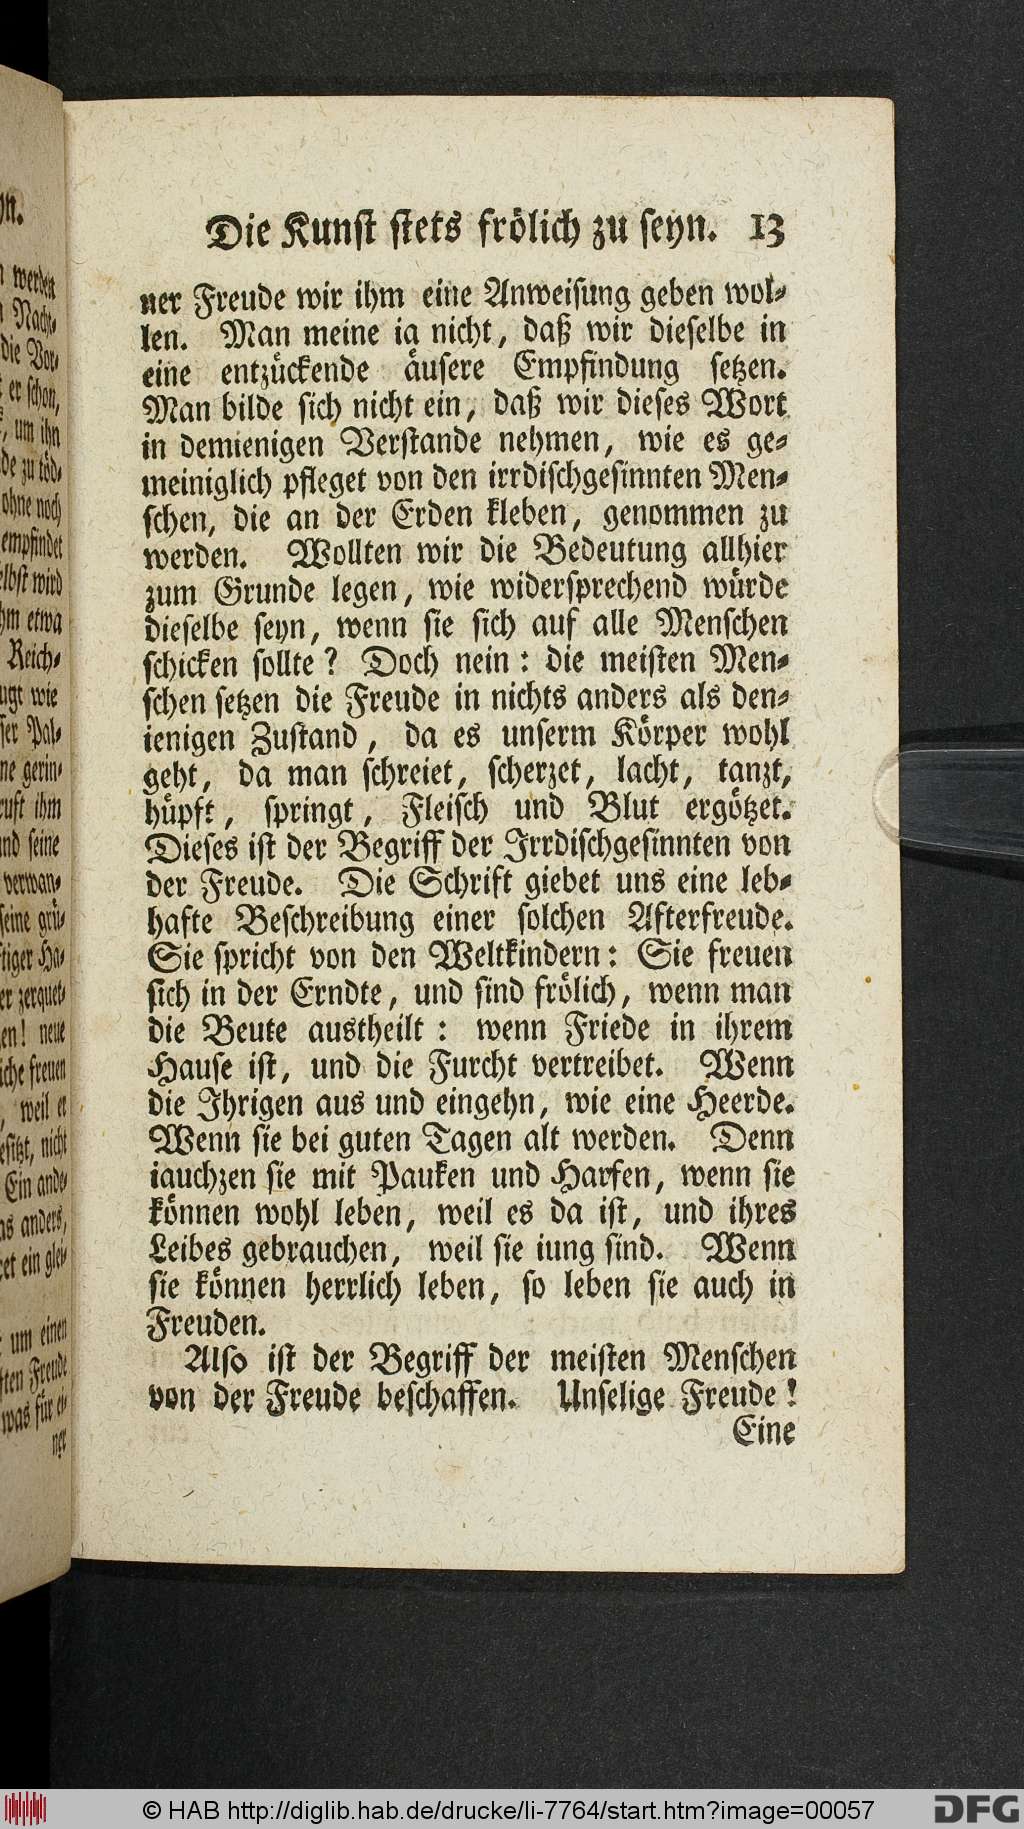 Die Kunst stets frölich zu seyn. 13
ner Freude wir ihm eine Anweisung geben wol-
len. Man meine ia nicht, daß wir dieselbe in
eine entzückende äusere Empfindung setzen.
Man bilde sich nicht ein, daß wir dieses Wort
in demienigen Verstande nehmen, wie es ge-
meiniglich pfleget von den irrdischgesinnten Men-
schen, die an der Erden kleben, genommen zu
werden. Wollten wir die Bedeutung allhier
zum Grunde legen, wie widersprechend würde
dieselbe seyn, wenn sie sich auf alle Menschen
schicken sollte? Doch nein: die meisten Men-
schen setzen die Freude in nichts anders als den-
ienigen Zustand, da es unserm Körper wohl
geht, da man schreiet, scherzet, lacht, tanzt,
hüpft, springt, Fleisch und Blut ergötzet.
Dieses ist der Begriff der Irrdischgesinnten von
der Freude. Die Schrift giebet uns eine leb-
hafte Beschreibung einer solchen Afterfreude.
Sie spricht von den Weltkindern: Sie freuen
sich in der Erndte, und sind frölich, wenn man
die Beute austheilt: wenn Friede in ihrem
Hause ist, und die Furcht vertreibet. Wenn
die Ihrigen aus und eingehn, wie eine Heerde.
Wenn sie bei guten Tagen alt werden. Denn
iauchzen sie mit Pauken und Harfen, wenn sie
können wohl leben, weil es da ist, und ihres
Leibes gebrauchen, weil sie iung sind. Wenn
sie können herrlich leben, so leben sie auch in
Freuden.
Also ist der Begriff der meisten Menschen
von der Freude beschaffen. Unselige Freude!
Eine
© HAB http://diglib.hab.de/drucke/li-7764/start.htm?image=00057
DFG